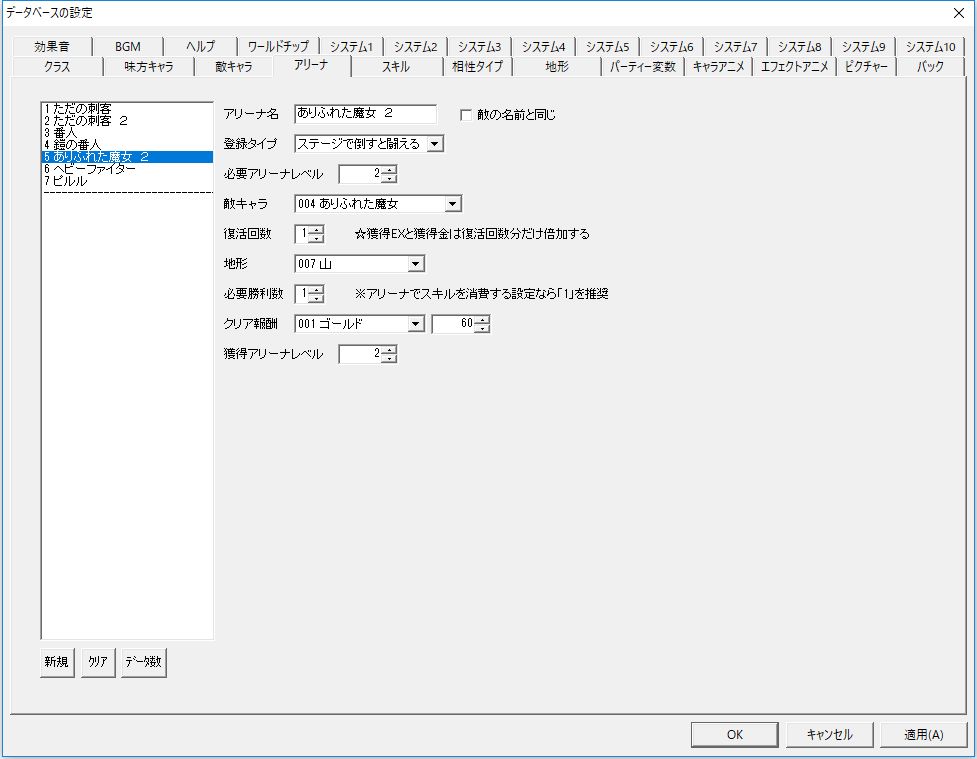 データベースの設定
効果音 BGM ヘルプ ワールドチップ システム1 システム2 システム3 システム4 システム5 システム6 システム7 システム8 システム9 システム10
クラス 味方キャラ 敵キャラ アリーナ スキル 相性タイプ 地形 パーティー変数 キャラアニメ エフェクトアニメ ピクチャー パック
1 ただの刺客
2 ただの刺客 2
3 番人
4 鎧の番人
5 ありふれた魔女 2
6 ヘビーファイター
7 ピルル
アリーナ名 ありふれた魔女 2 敵の名前と同じ
登録タイプ ステージで倒すと闘える
必要アリーナレベル 2
敵キャラ 004 ありふれた魔女
復活回数 1 ☆獲得EXと獲得金は復活回数分だけ倍加する
地形 007 山
必要勝利数 1 ※アリーナでスキルを消費する設定なら「1」を推奨
クリア報酬 001 ゴールド 60
獲得アリーナレベル 2
新規 クリア データ数
OK キャンセル 適用(A)